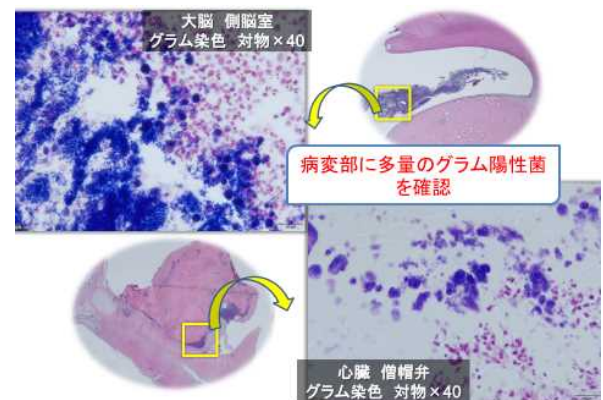 大脳 側脳室
グラム染色 対物×40
病変部に多量のグラム陽性菌
を確認
心臓 僧帽弁
グラム染色 対物×40